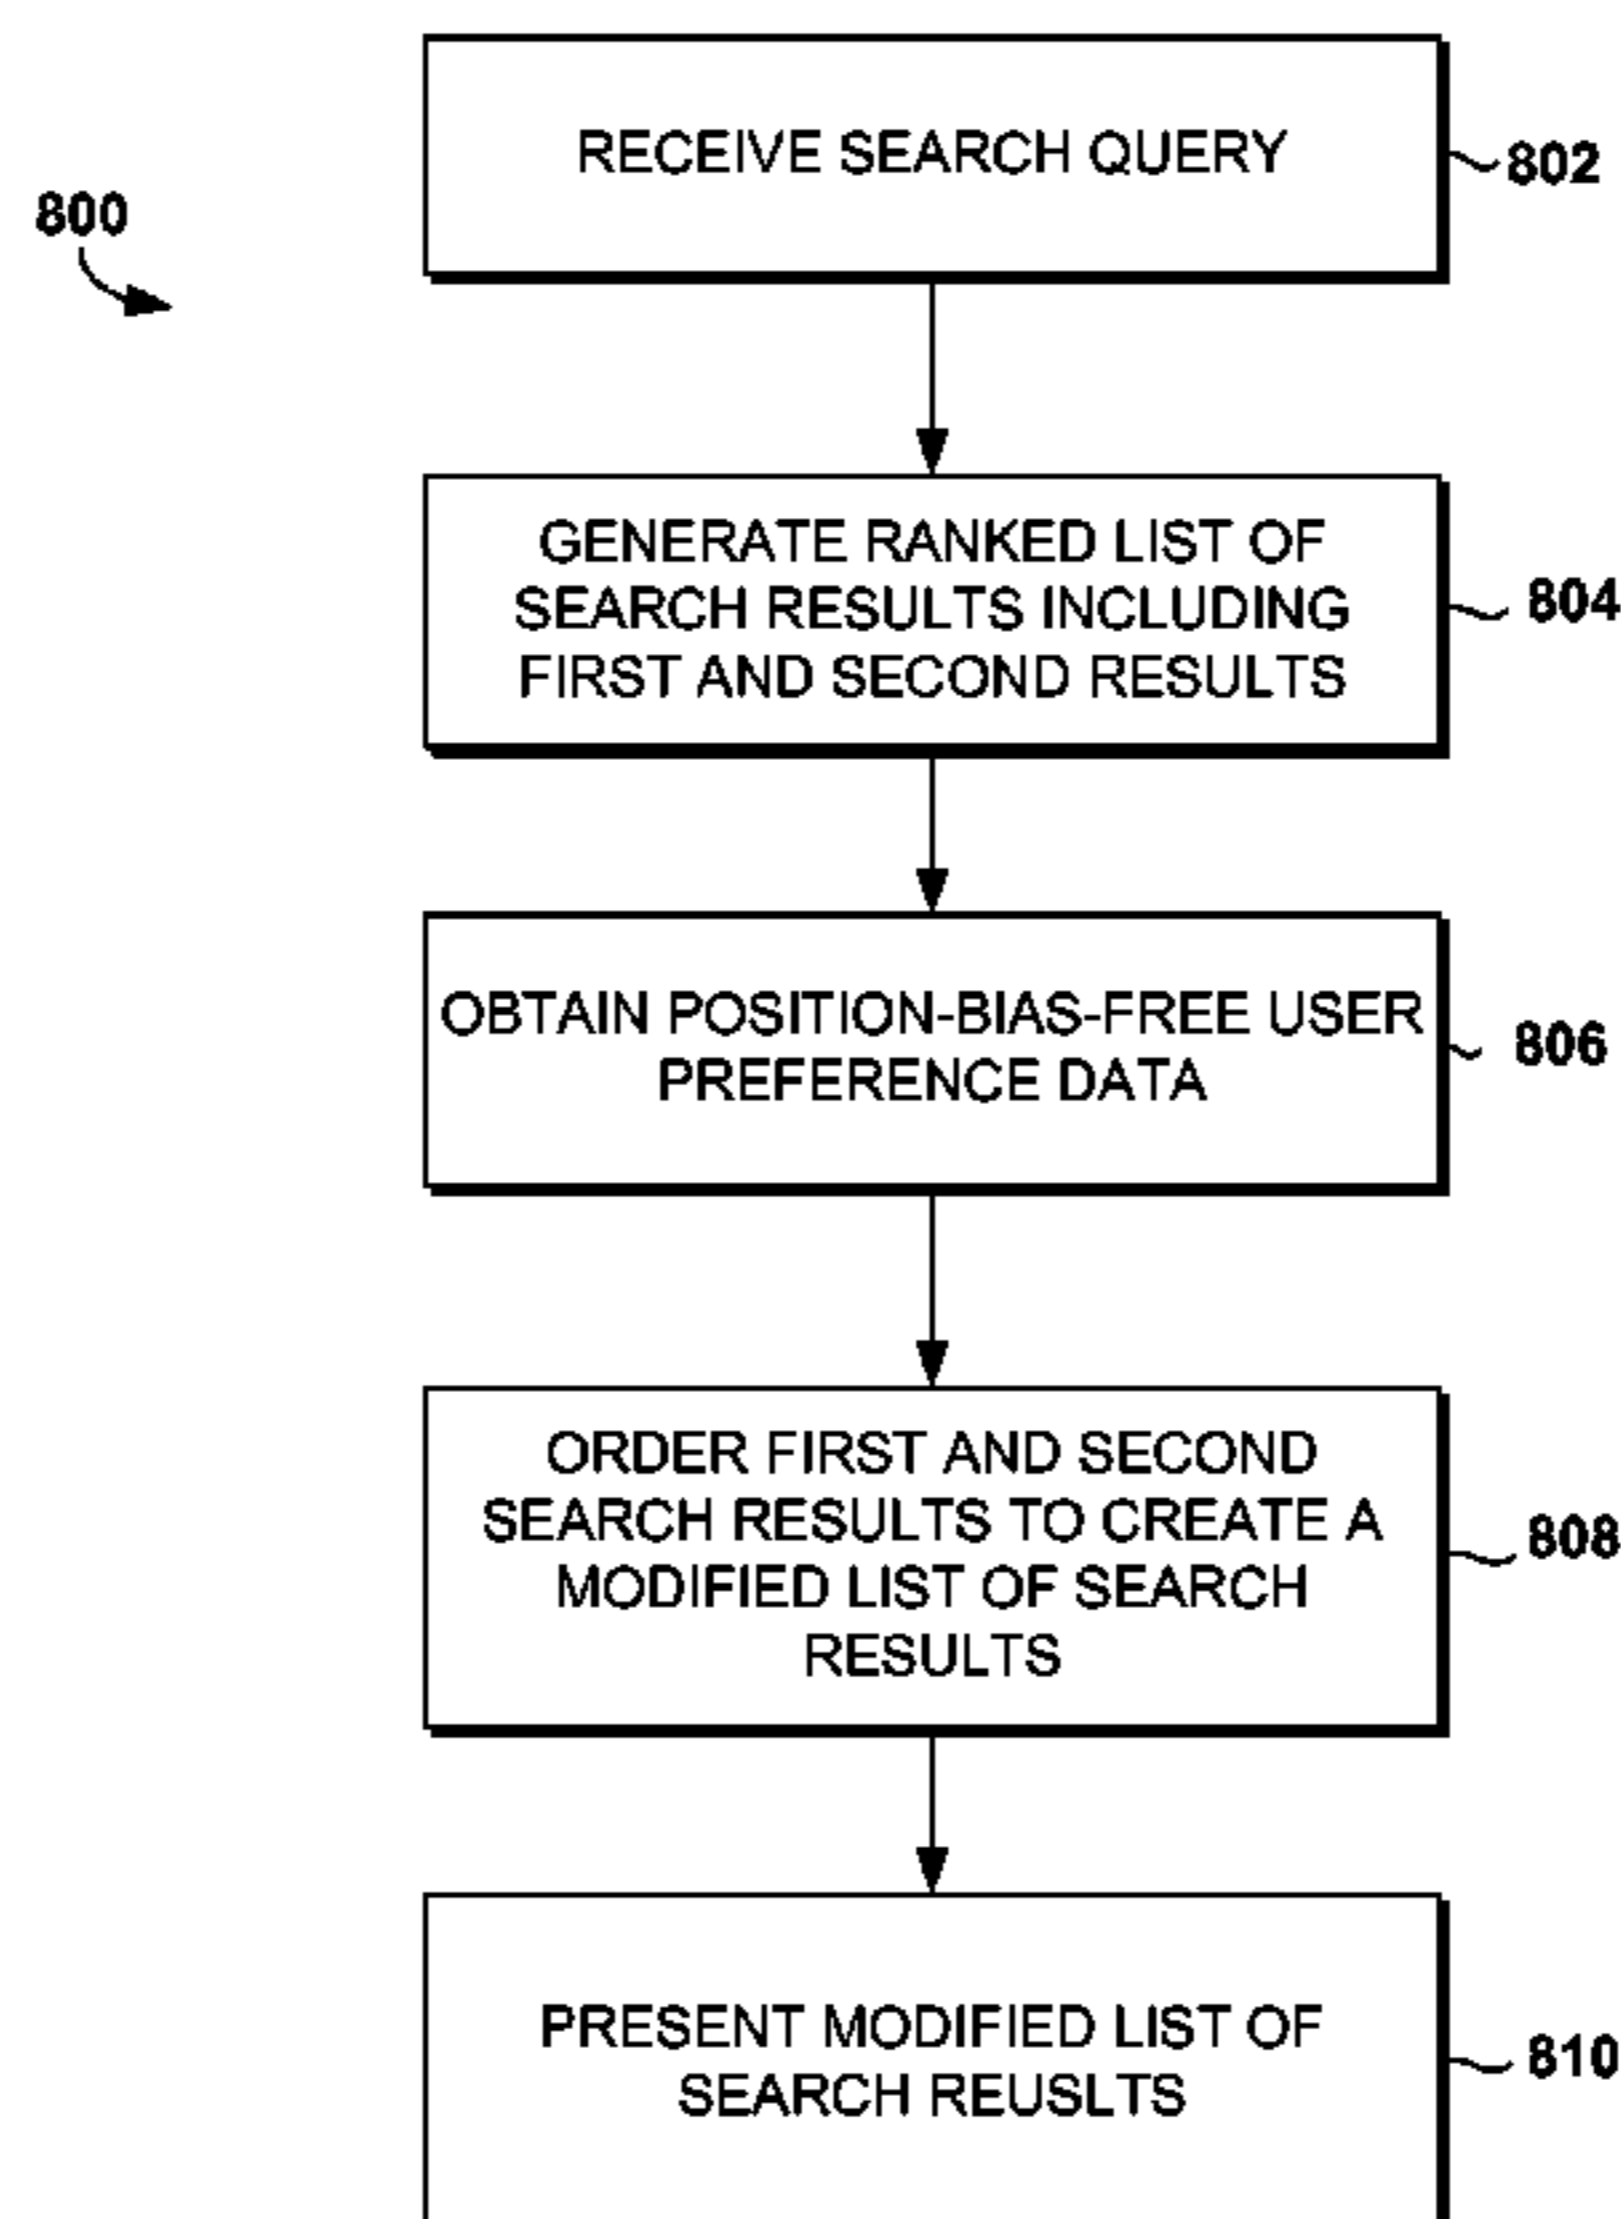 800
RECEIVE SEARCH QUERY
802
GENERATE RANKED LIST OF
SEARCH RESULTS INCLUDING
FIRST AND SECOND RESULTS
804
OBTAIN POSITION-BIAS-FREE USER
PREFERENCE DATA
806
ORDER FIRST AND SECOND
SEARCH RESULTS TO CREATE A
MODIFIED LIST OF SEARCH
RESULTS
808
PRESENT MODIFIED LIST OF
SEARCH REUSLTS
810